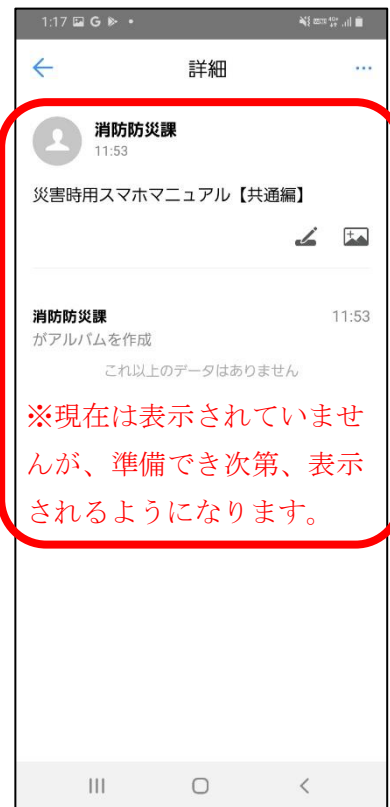 1:17
詳細
消防防災課
11:53
災害時用スマホマニュアル【共通編】
消防防災課 11:53
がアルバムを作成
これ以上のデータはありません
※現在は表示されていませ
んが、準備でき次第、表示
されるようになります。